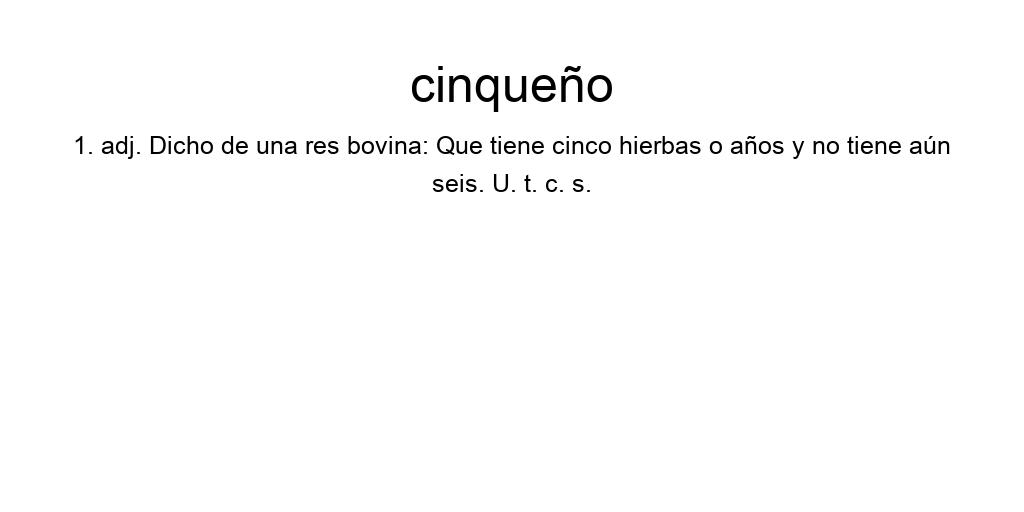 cinqueño
1. adj. Dicho de una res bovina: Que tiene cinco hierbas o años y no tiene aún
seis. U. t. c. s.